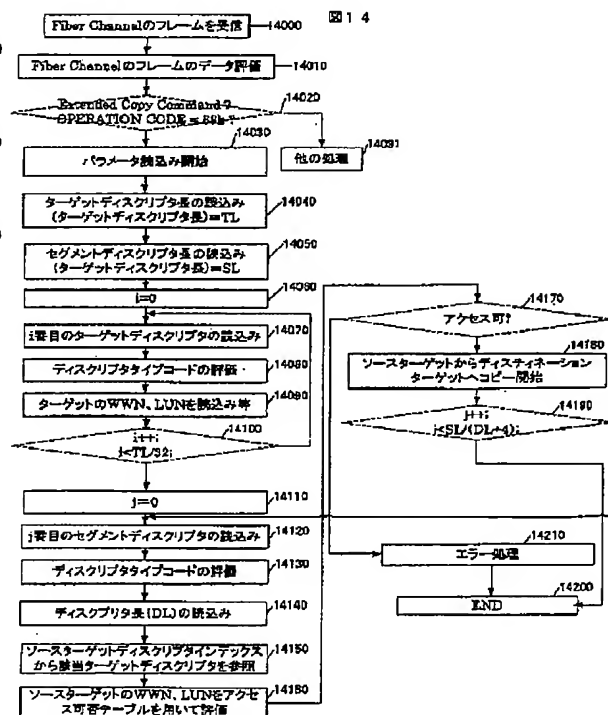 図14
Fiber Channelのフレームを受信
14000
Fiber Channelのフレームのデータ評価
14010
Extended Copy Command?
OPERATION CODE="83h"
14020
14030
パラメータ読込み開始
他の処理
14031
ターゲットディスクリプタ長の読込み
(ターゲットディスクリプタ長)=TL
14040
セグメントディスクリプタ長の読込み
(ターゲットディスクリプタ長)=SL
14050
i=0
14060
i番目のターゲットディスクリプタの読込み
14070
ディスクリプタタイプコードの評価
14080
ターゲットのWWN、LUNを読込み等
14090
i++;
i<TL/32;
14100
j=0
14110
j番目のセグメントディスクリプタの読込み
14120
ディスクリプタタイプコードの評価
14130
ディスクプリタ長(DL)の読込み
14140
ソースターゲットディスクリプタインデックス
から該当ターゲットディスクリプタを参照
14150
ソースターゲットのWWN、LUNをアクセ
ス可否テーブルを用いて評価
14160
アクセス可?
14170
ソースターゲットからディスティネーション
ターゲットへコピー開始
14180
j++;
j<SL/(DL+4);
14190
エラー処理
14210
END
14200